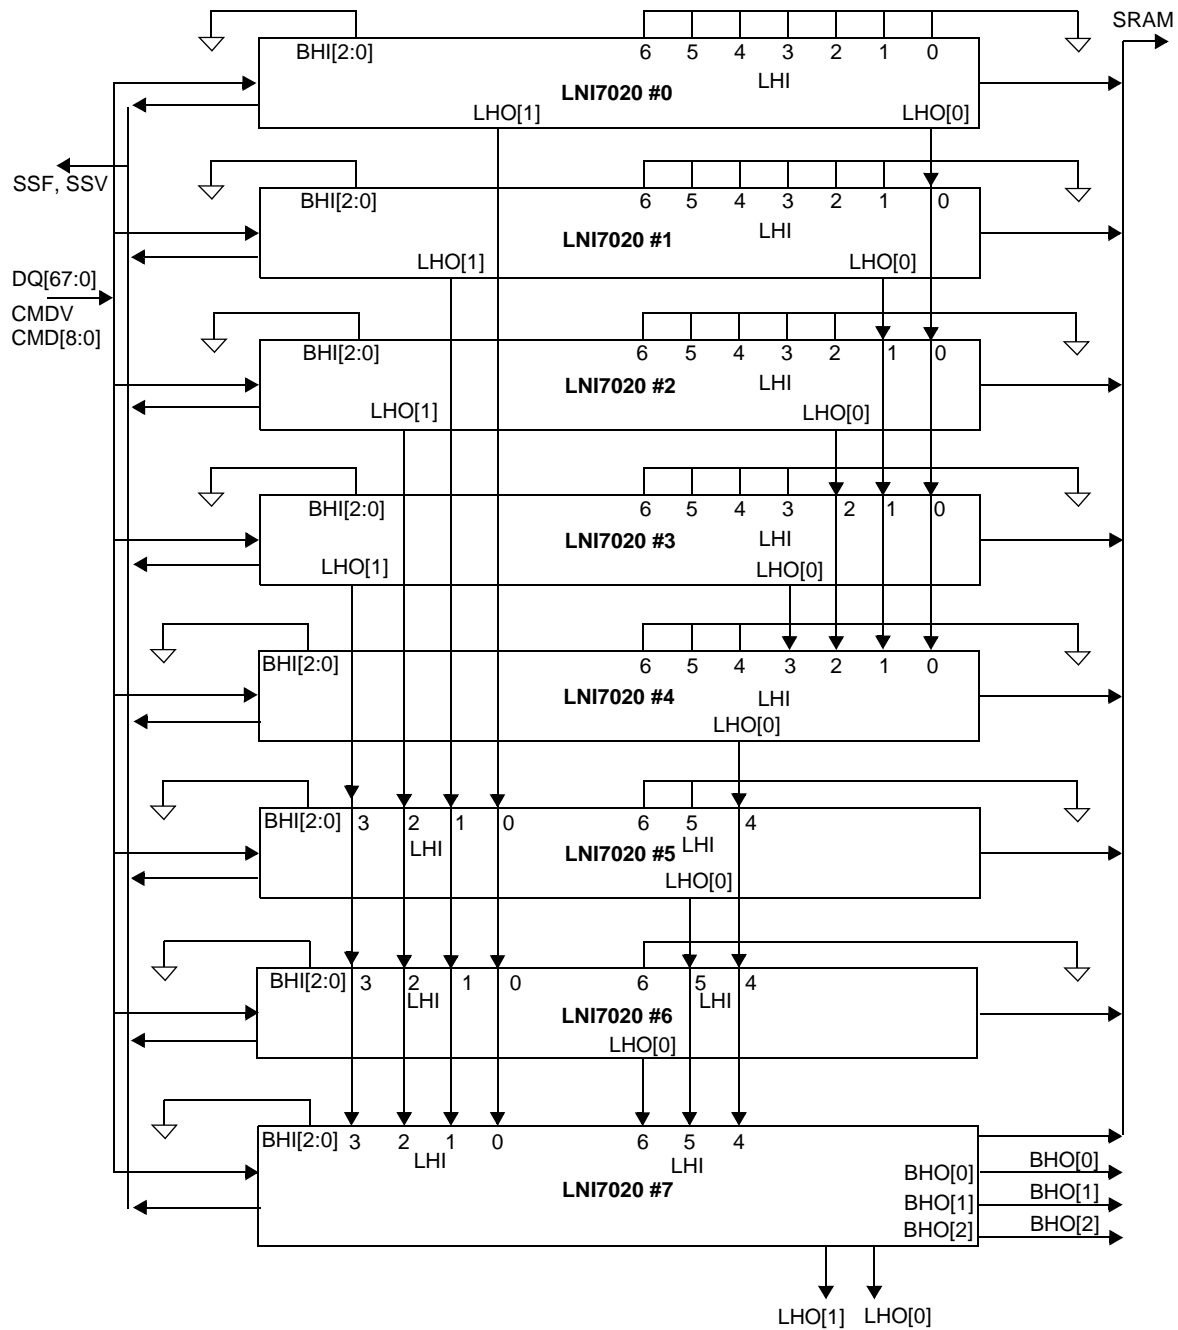 SRAM
BHI[2:0] 6 5 4 3 2 1 0
LHI
LNI7020 #0
LHO[1] LHO[0]
SSF, SSV
BHI[2:0] 6 5 4 3 2 1 0
LHI
LNI7020 #1
LHO[1] LHO[0]
DQ[67:0]
CMDV
CMD[8:0]
BHI[2:0] 6 5 4 3 2 1 0
LHI
LNI7020 #2
LHO[1] LHO[0]
BHI[2:0] 6 5 4 3 2 1 0
LHI
LNI7020 #3
LHO[1] LHO[0]
BHI[2:0] 6 5 4 3 2 1 0
LHI
LNI7020 #4
LHO[0]
BHI[2:0] 3 2 1 0 6 5 4
LHI LHI
LNI7020 #5
LHO[0]
BHI[2:0] 3 2 1 0 6 5 4
LHI LHI
LNI7020 #6
LHO[0]
BHI[2:0] 3 2 1 0 6 5 4
LHI LHI
LNI7020 #7
BHO[0] BHO[0]
BHO[1] BHO[1]
BHO[2] BHO[2]
LHO[1] LHO[0]